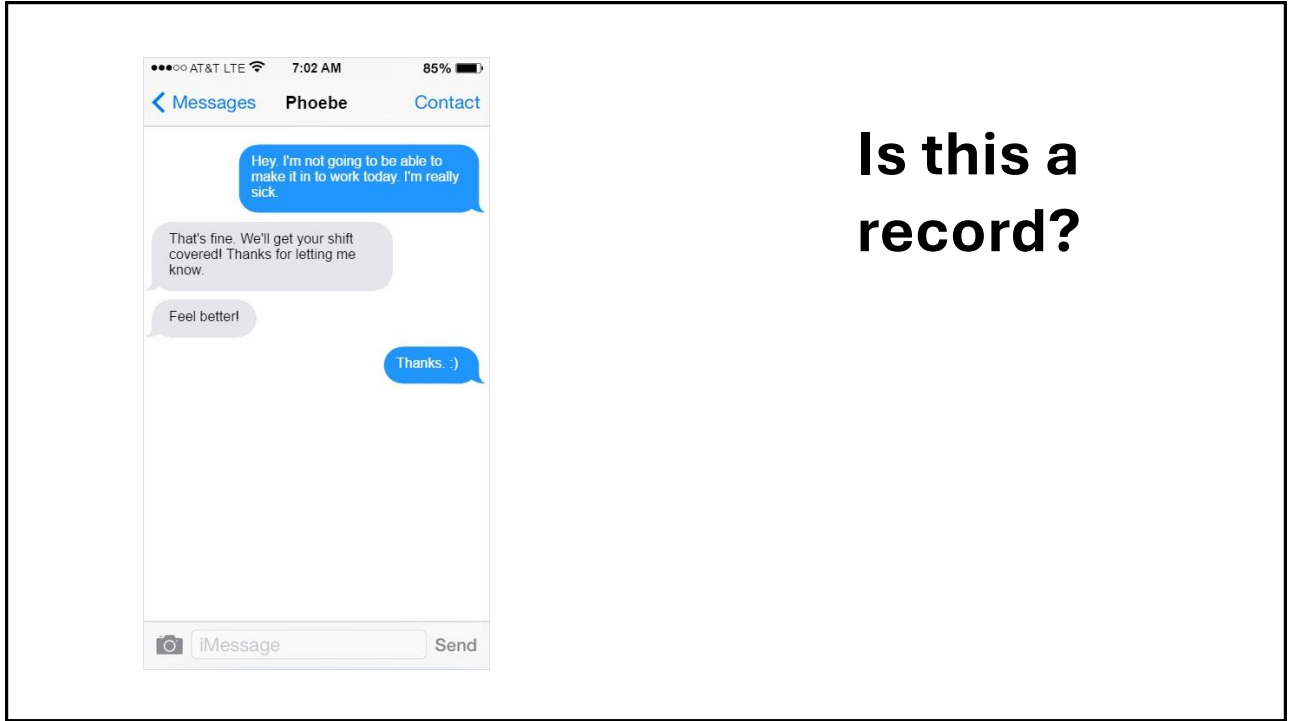 ●●●○○ AT&T LTE 7:02 AM 85%
Messages Phoebe Contact
Hey. I'm not going to be able to
make it in to work today. I'm really
sick.
That's fine. We'll get your shift
covered! Thanks for letting me
know.
Feel better!
Thanks. :)
iMessage Send
Is this a
record?